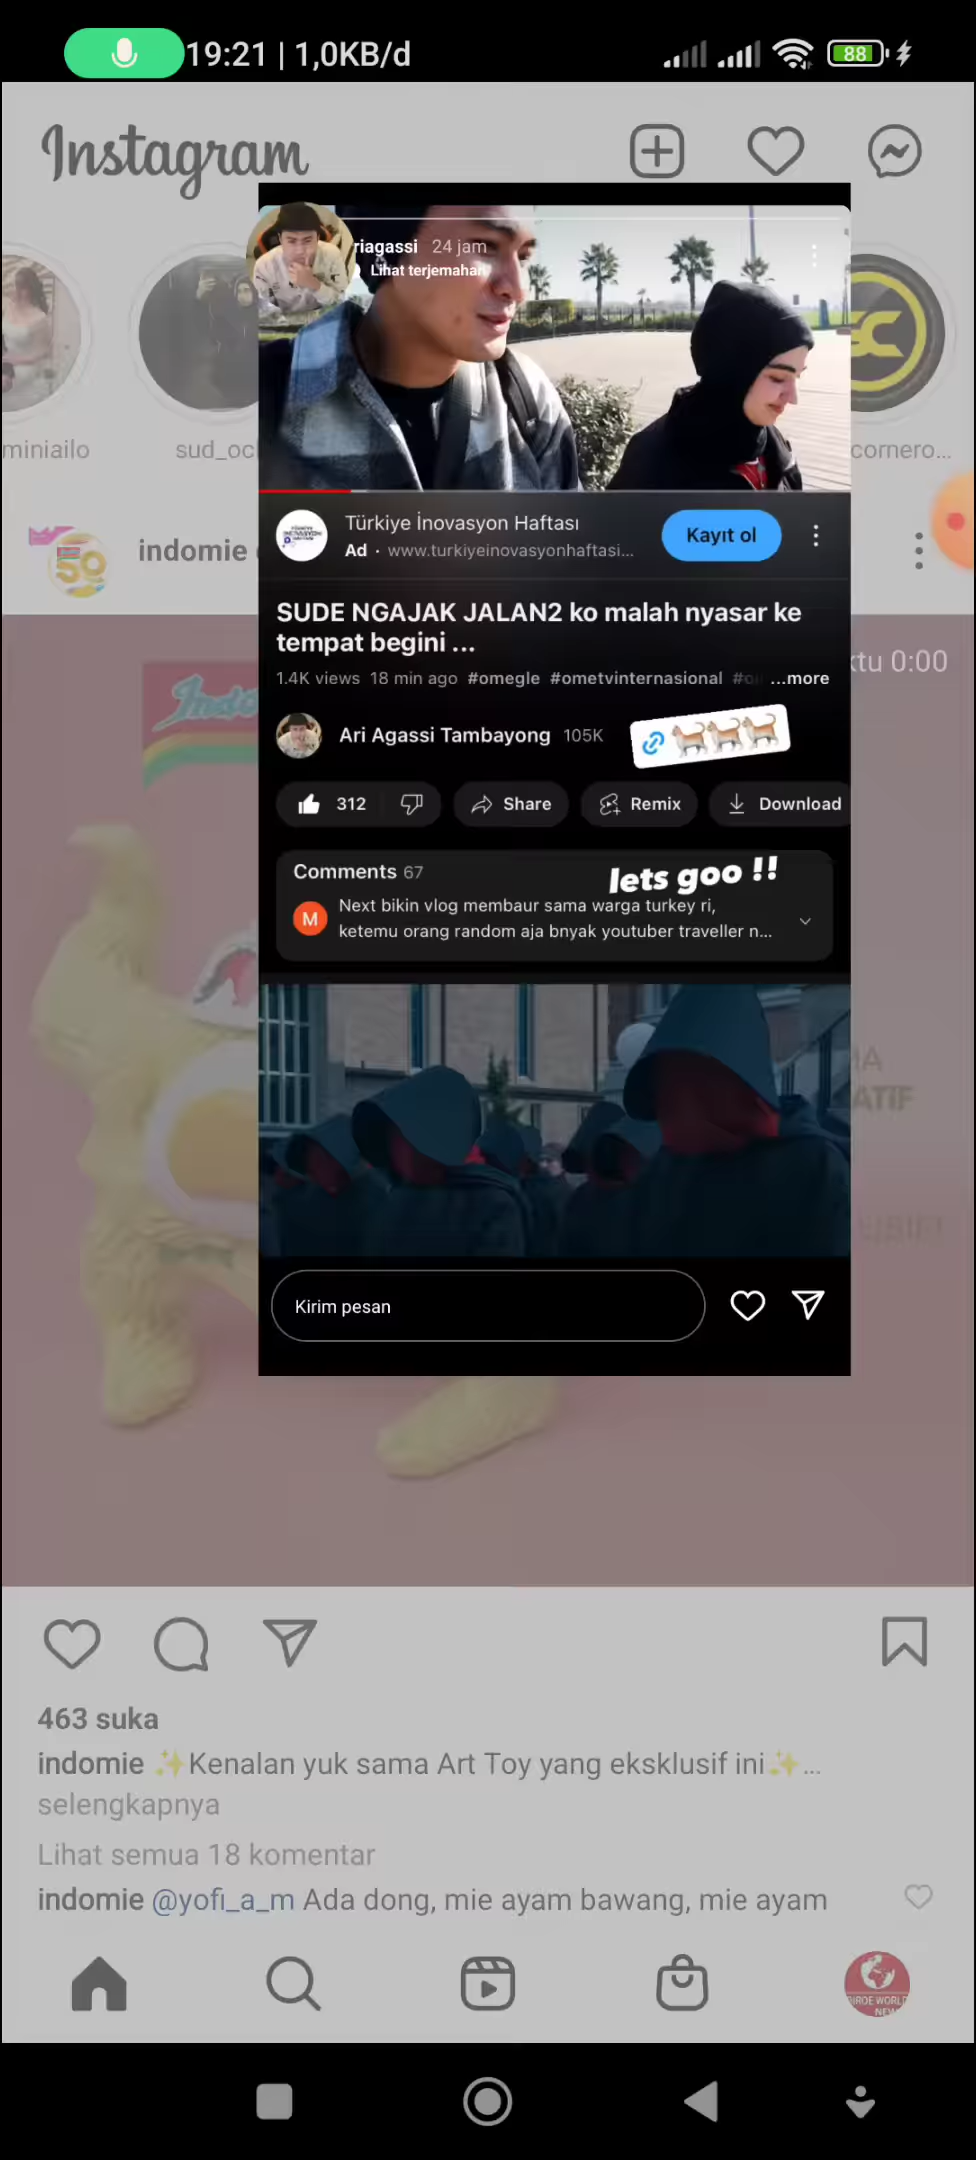 19:21 | 1,0KB/d
88
Instagram
riagassi 24 jam
Lihat terjemahan
miniailo
cornero...
Türkiye İnovasyon Haftası
Ad · www.turkiyeinovasyonhaftasi...
Kayıt ol
indomie
SUDE NGAJAK JALAN2 ko malah nyasar ke
tempat begini ...
ktu 0:00
1.4K views 18 min ago #omegle #ometvinternasional ...more
Ari Agassi Tambayong 105K
312
Share
Remix
Download
Comments 67
lets goo !!
M
Next bikin vlog membaur sama warga turkey ri,
ketemu orang random aja bnyak youtuber traveller n...
ATIF
Kirim pesan
463 suka
indomie ✨Kenalan yuk sama Art Toy yang eksklusif ini✨...
selengkapnya
Lihat semua 18 komentar
indomie @yofi_a_m Ada dong, mie ayam bawang, mie ayam